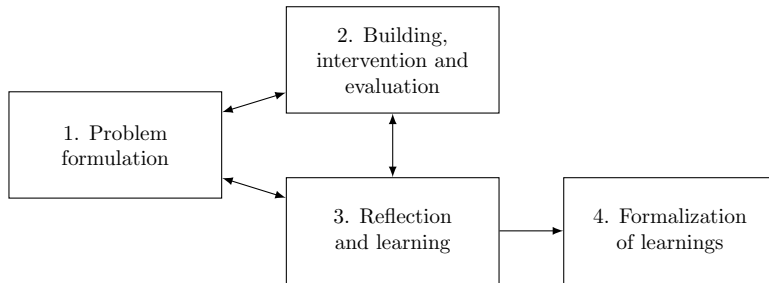 2. Building,
intervention and
evaluation
1. Problem
formulation
3. Reflection
and learning
4. Formalization
of learnings